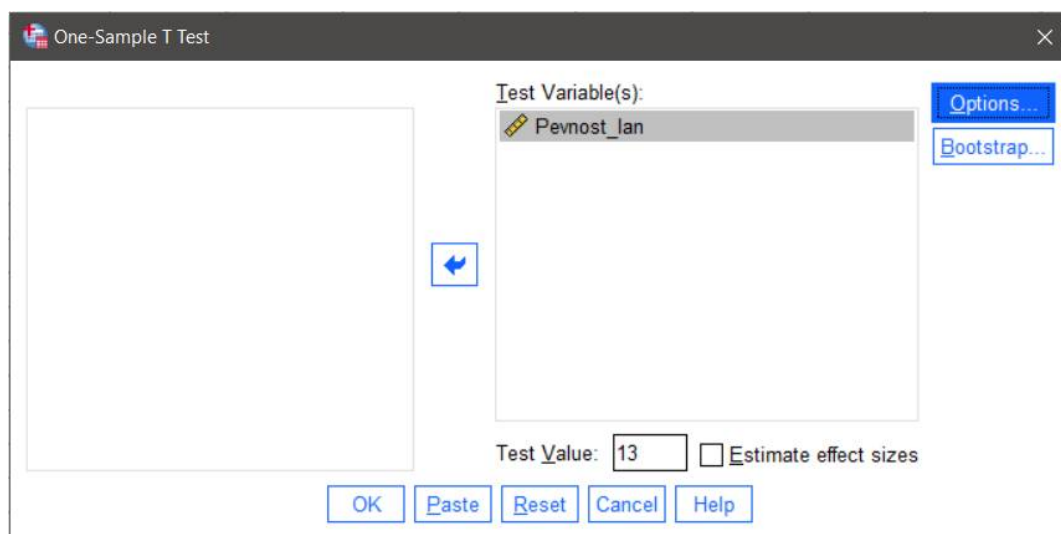 One-Sample T Test
Test Variable(s):
Pevnost_lan
Options...
Bootstrap...
Test Value: 13 Estimate effect sizes
OK Paste Reset Cancel Help